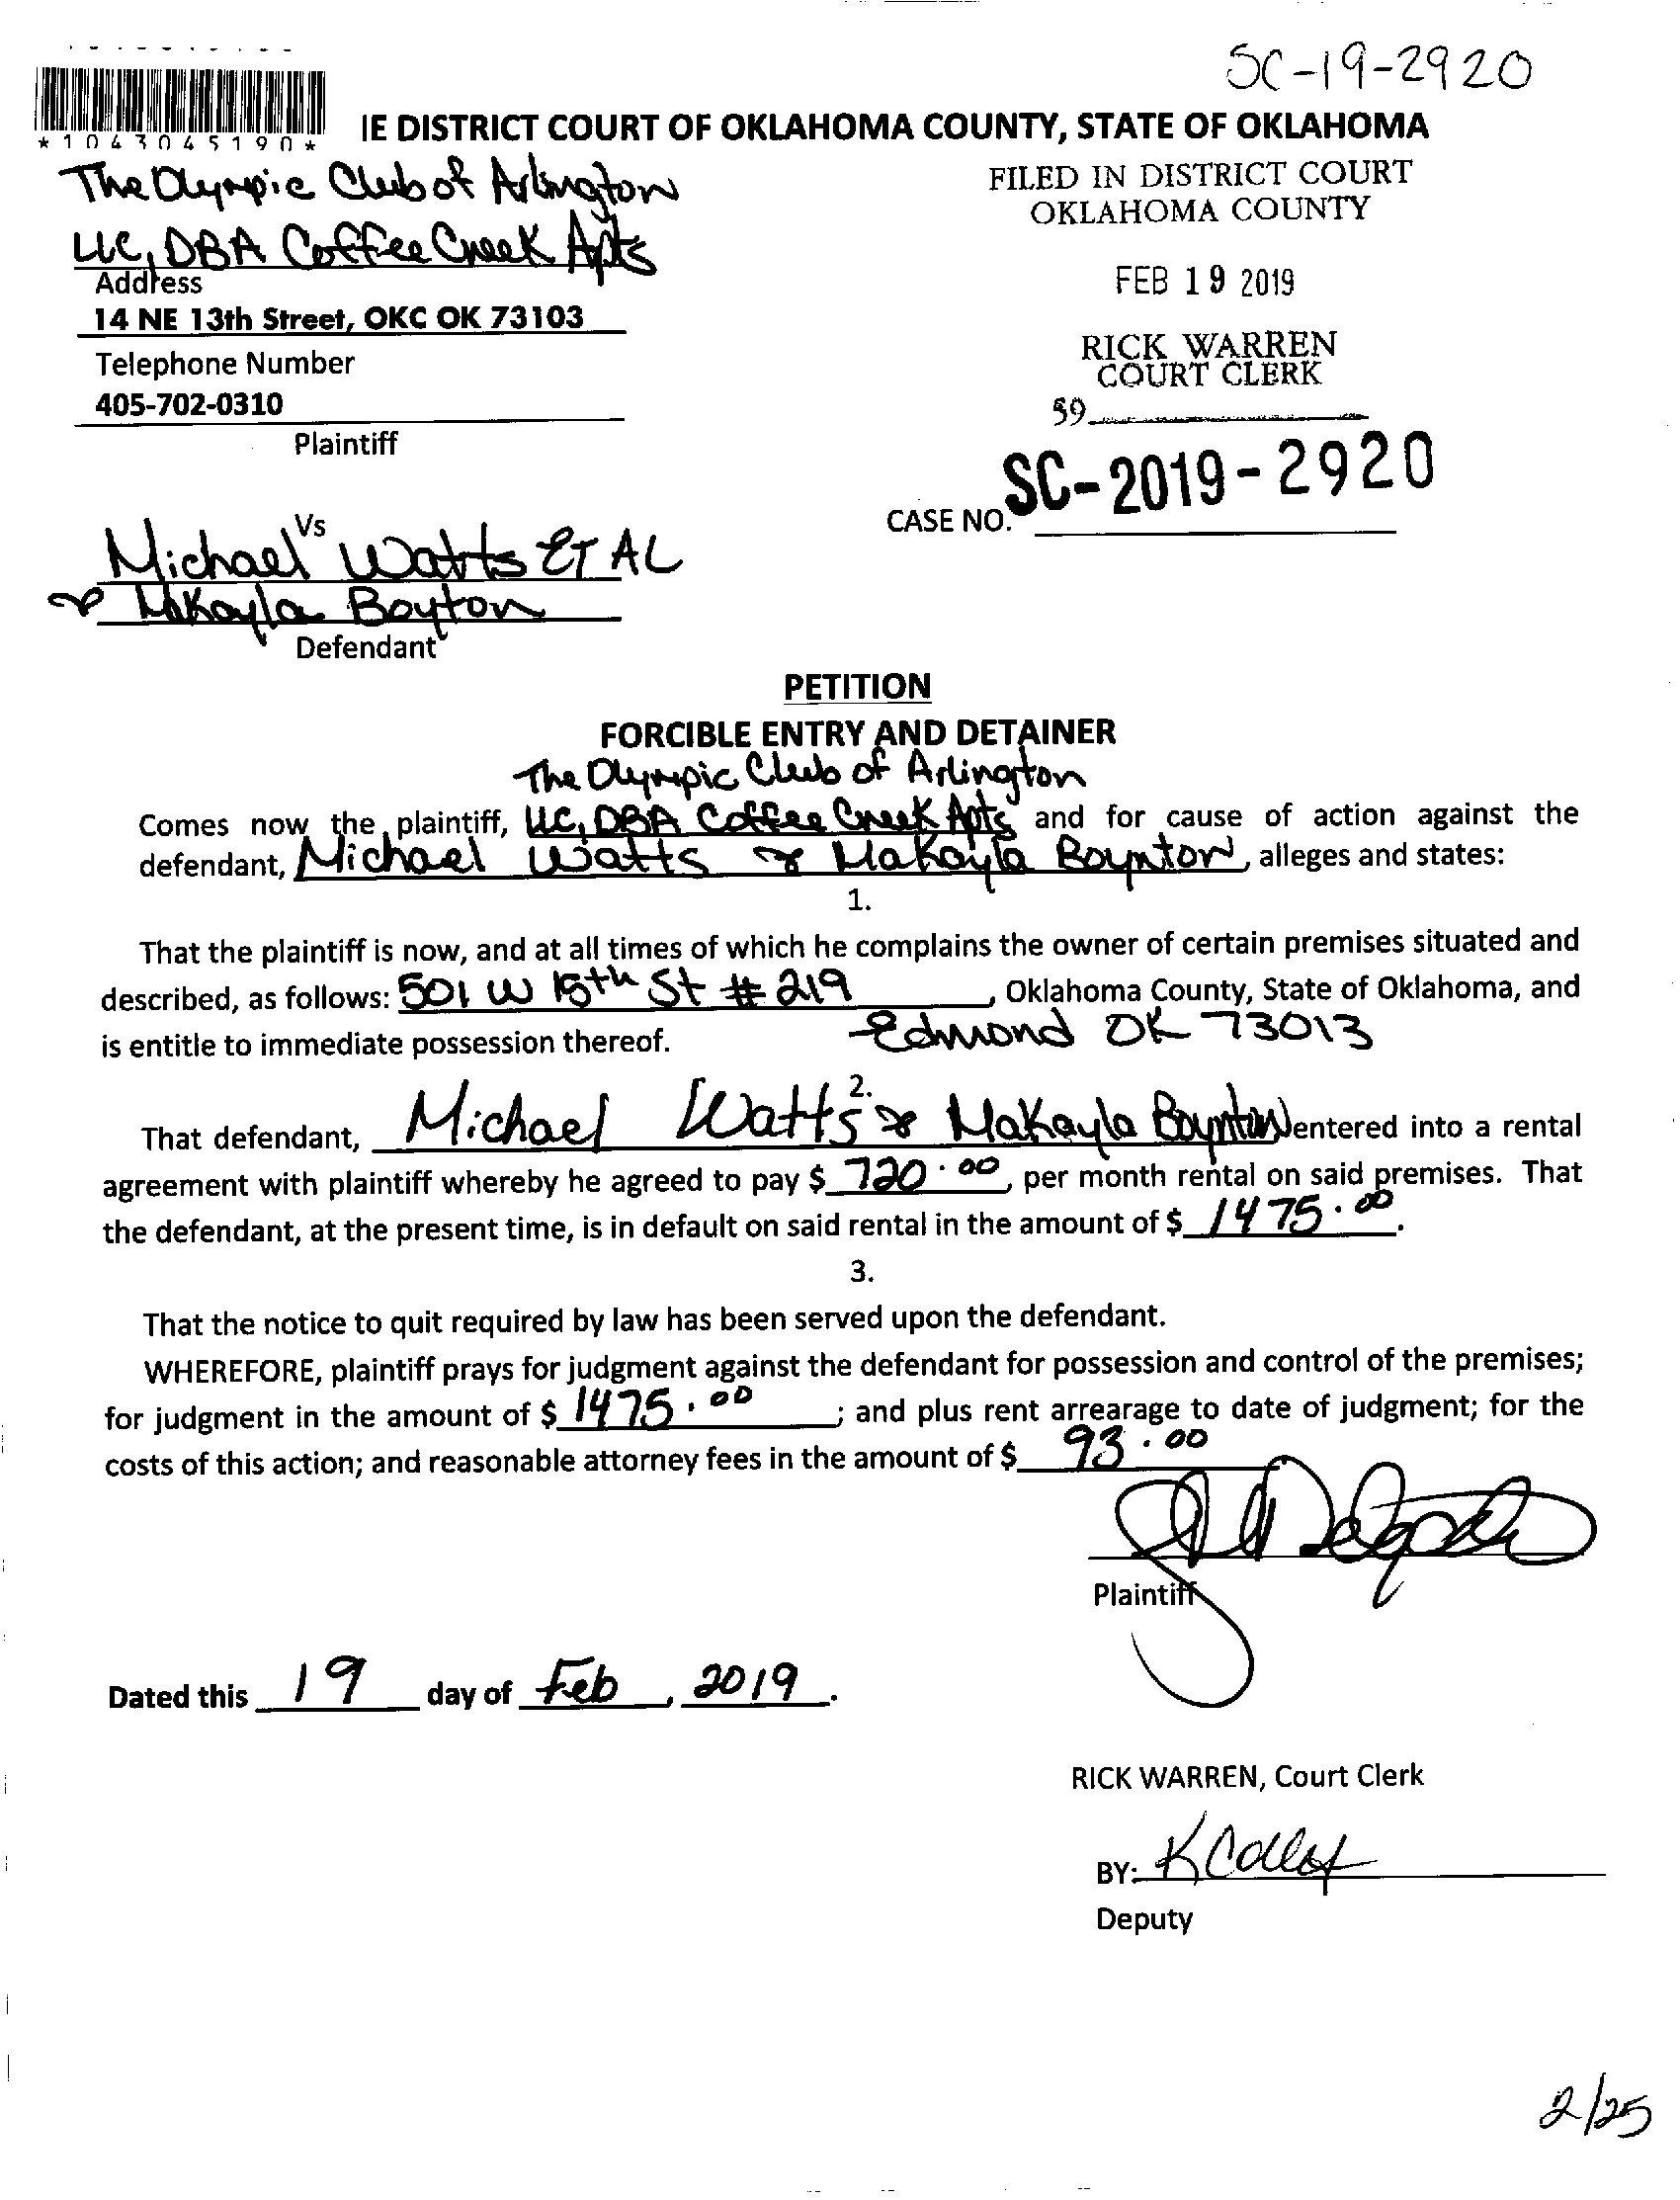 SC-19-2920
*1043045190*
IE DISTRICT COURT OF OKLAHOMA COUNTY, STATE OF OKLAHOMA
The Olympic Club of Arlington
LLC, DBA Coffee Creek Apts
Address
14 NE 13th Street, OKC OK 73103
Telephone Number
405-702-0310
Plaintiff
FILED IN DISTRICT COURT
OKLAHOMA COUNTY
FEB 19 2019
RICK WARREN
COURT CLERK
39
CASE NO. SC-2019-2920
Vs
Michael Watts ET AL
& Makayla Boyton
Defendant
PETITION
FORCIBLE ENTRY AND DETAINER
The Olympic Club of Arlington
Comes now the plaintiff, LLC, DBA Coffee Creek Apts and for cause of action against the
defendant, Michael Watts & Makayla Boynton, alleges and states:
1.
That the plaintiff is now, and at all times of which he complains the owner of certain premises situated and
described, as follows: 501 W 15th St # 219, Oklahoma County, State of Oklahoma, and
Edmond OK 73013
is entitle to immediate possession thereof.
2.
That defendant, Michael Watts & Makayla Boynton entered into a rental
agreement with plaintiff whereby he agreed to pay $ 720.00, per month rental on said premises. That
the defendant, at the present time, is in default on said rental in the amount of $ 1475.00.
3.
That the notice to quit required by law has been served upon the defendant.
WHEREFORE, plaintiff prays for judgment against the defendant for possession and control of the premises;
for judgment in the amount of $ 1475.00; and plus rent arrearage to date of judgment; for the
costs of this action; and reasonable attorney fees in the amount of $ 93.00
Plaintiff
Dated this 19 day of Feb, 2019.
RICK WARREN, Court Clerk
BY:
Deputy
2/25